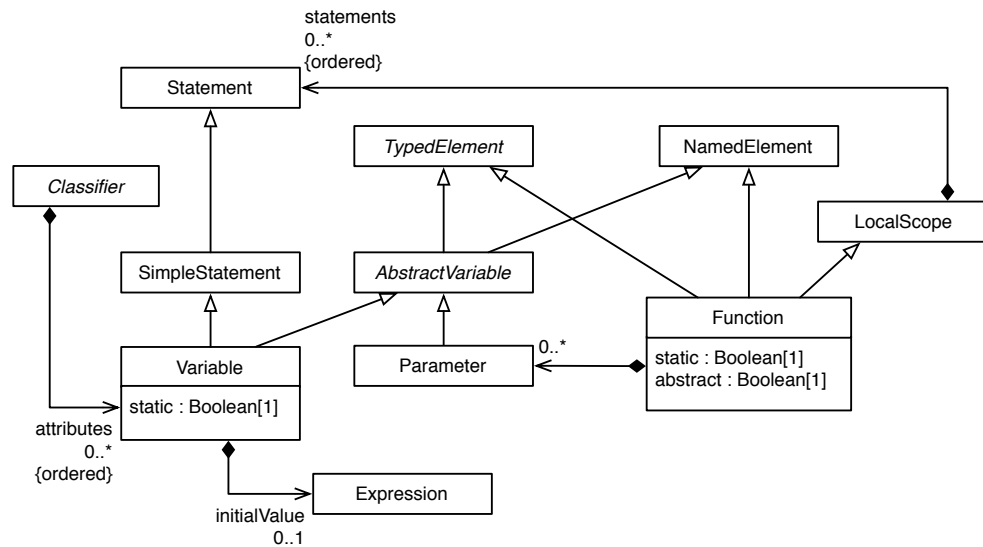 statements
0..*
{ordered}
Statement
TypedElement
NamedElement
Classifier
LocalScope
SimpleStatement
AbstractVariable
Function
static : Boolean[1]
abstract : Boolean[1]
Variable
static : Boolean[1]
Parameter
0..*
attributes
0..*
{ordered}
Expression
initialValue
0..1